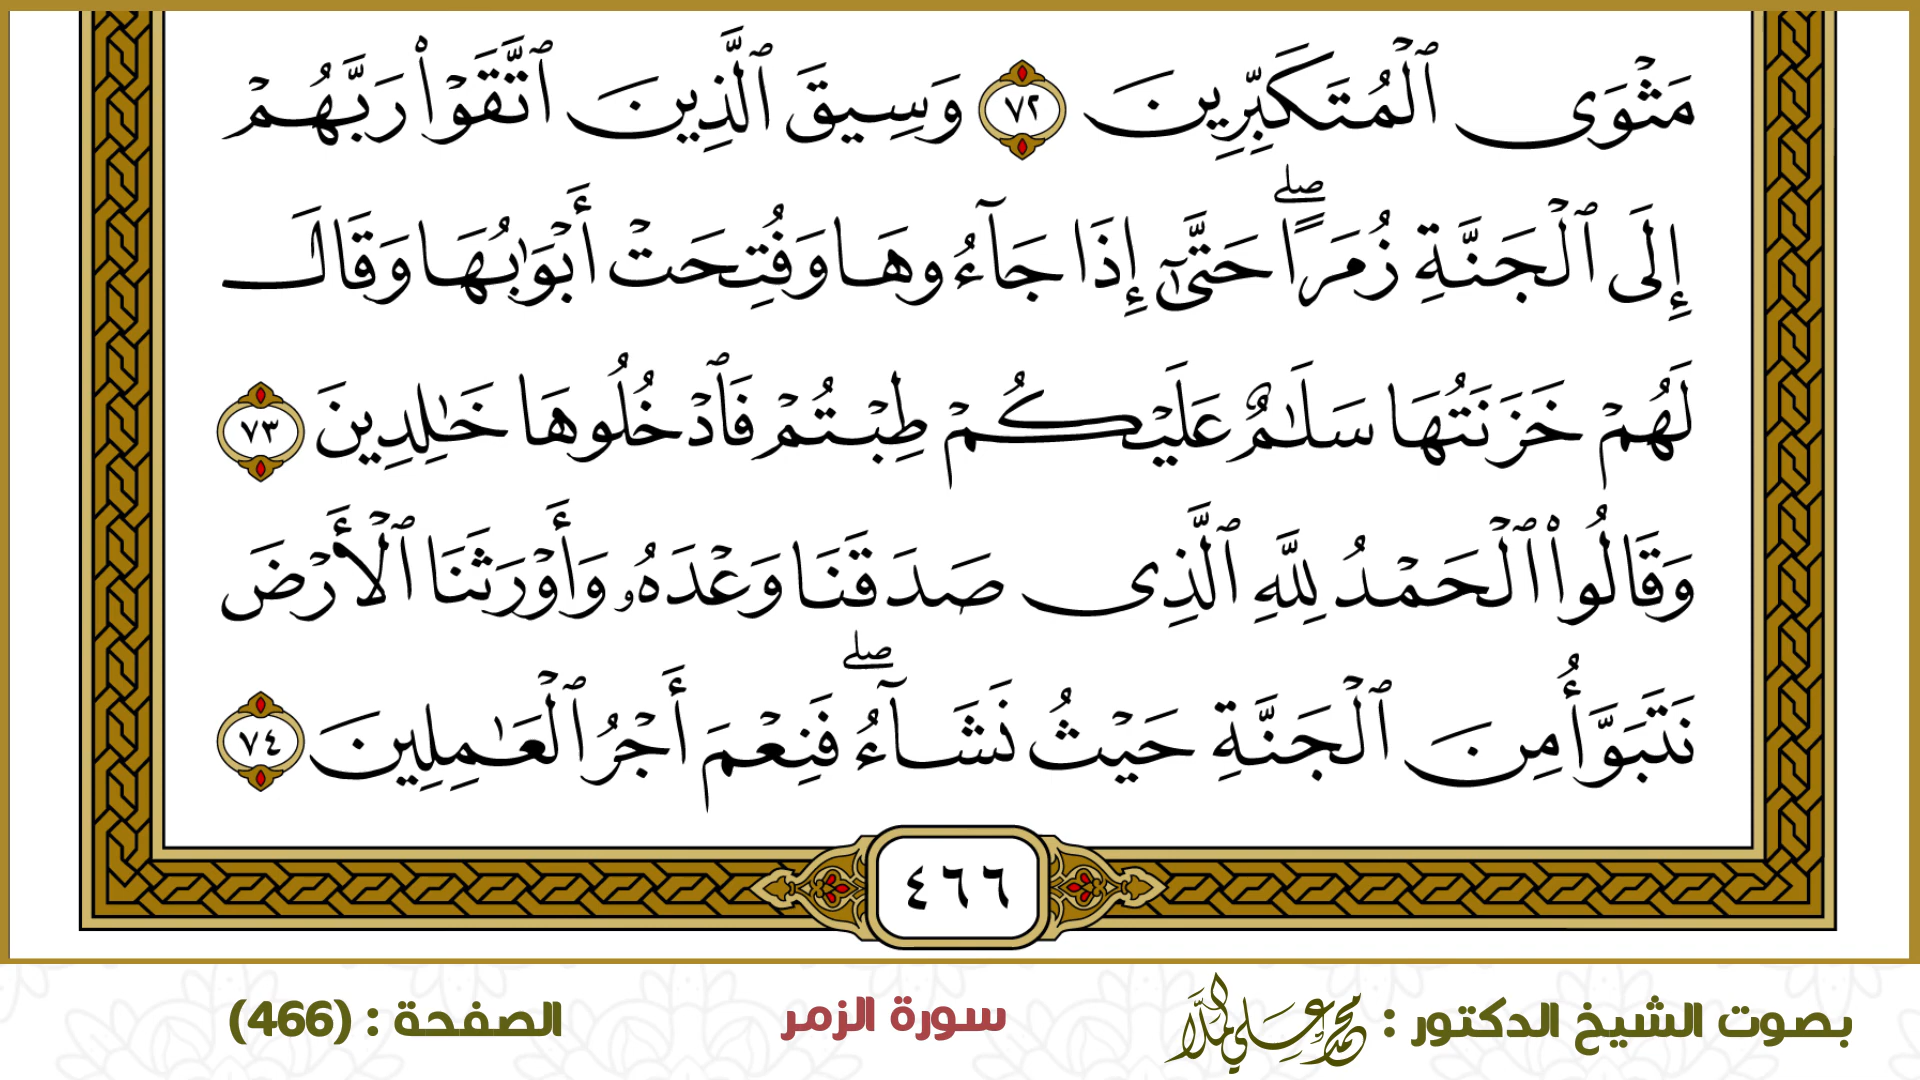 مَثْوَى ٱلْمُتَكَبِّرِينَ ٧٢ وَسِيقَ ٱلَّذِينَ ٱتَّقَوْا۟ رَبَّهُمْ
إِلَى ٱلْجَنَّةِ زُمَرًا ۖ حَتَّىٰٓ إِذَا جَآءُوهَا وَفُتِحَتْ أَبْوَٰبُهَا وَقَالَ
لَهُمْ خَزَنَتُهَا سَلَٰمٌ عَلَيْكُمْ طِبْتُمْ فَٱدْخُلُوهَا خَٰلِدِينَ ٧٣
وَقَالُوا۟ ٱلْحَمْدُ لِلَّهِ ٱلَّذِى صَدَقَنَا وَعْدَهُۥ وَأَوْرَثَنَا ٱلْأَرْضَ
نَتَبَوَّأُ مِنَ ٱلْجَنَّةِ حَيْثُ نَشَآءُ ۖ فَنِعْمَ أَجْرُ ٱلْعَٰمِلِينَ ٧٤
٤٦٦
بصوت الشيخ الدكتور : محمد علي الملا سورة الزمر الصفحة : (466)